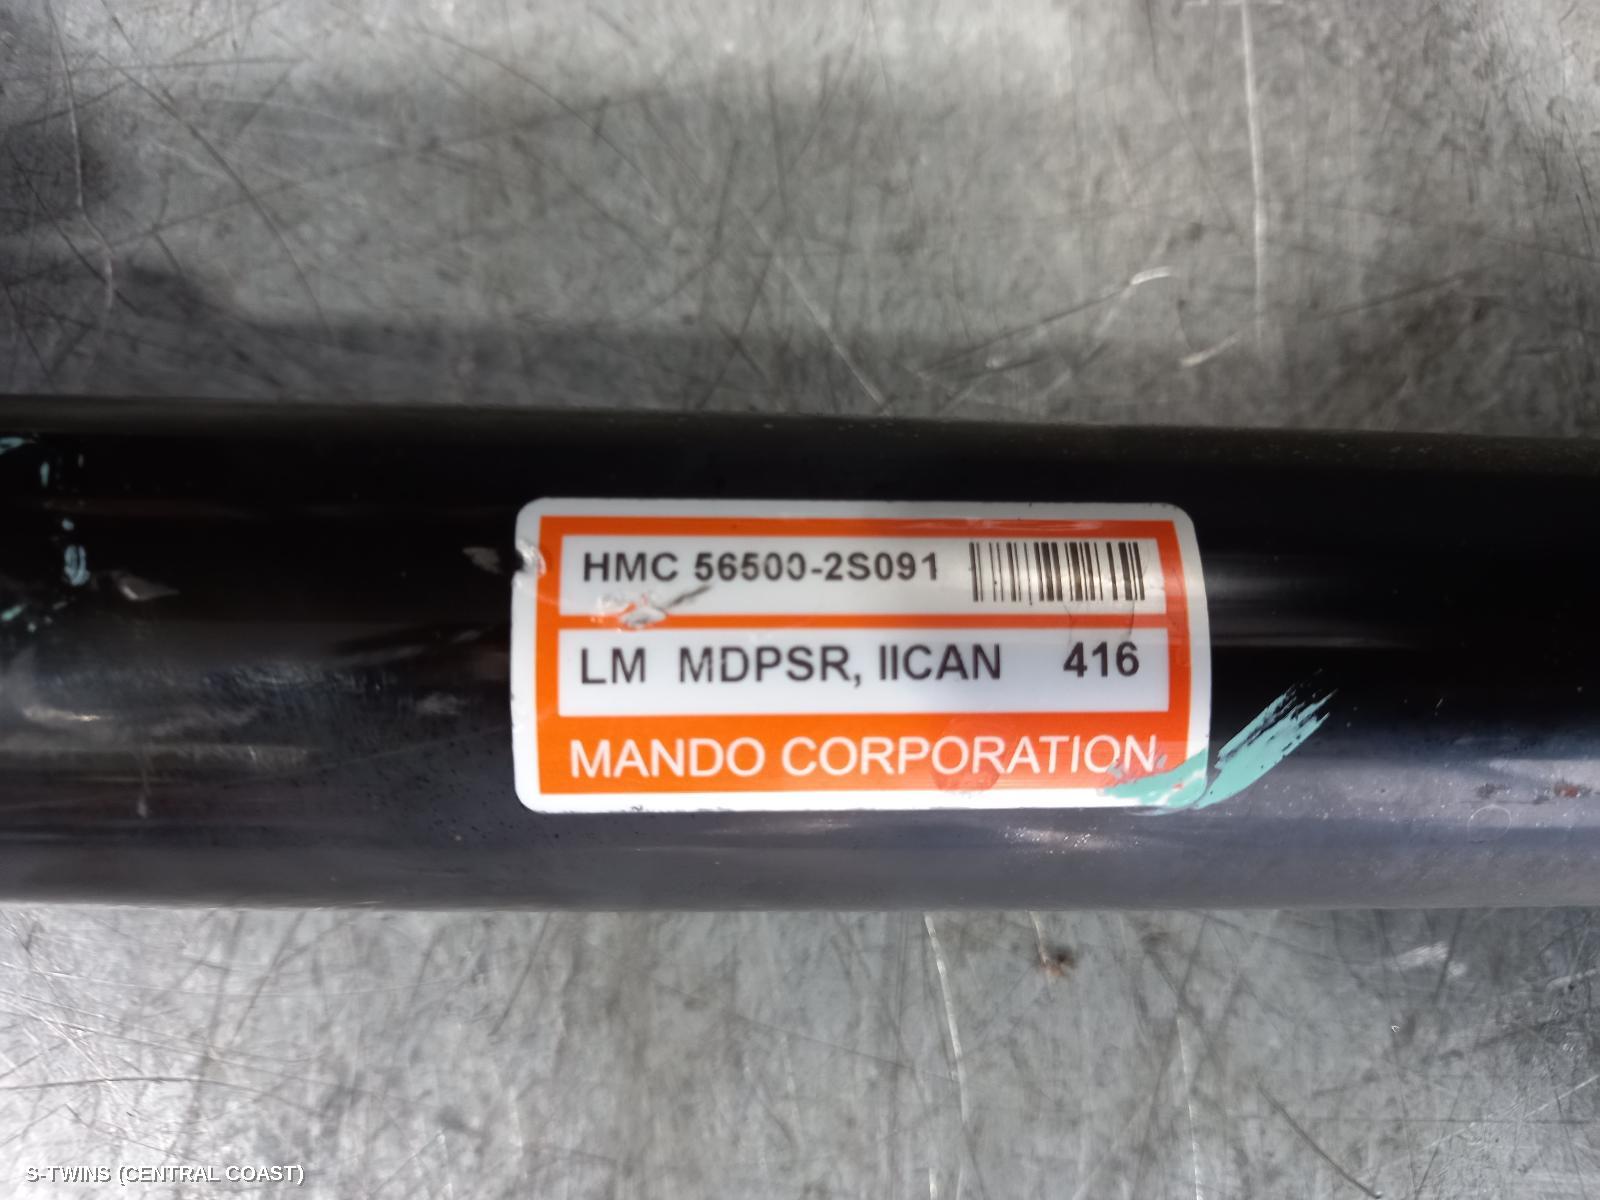 HMC 56500-2S091
LM MDPSR, IICAN 416
MANDO CORPORATION
S-TWINS (CENTRAL COAST)